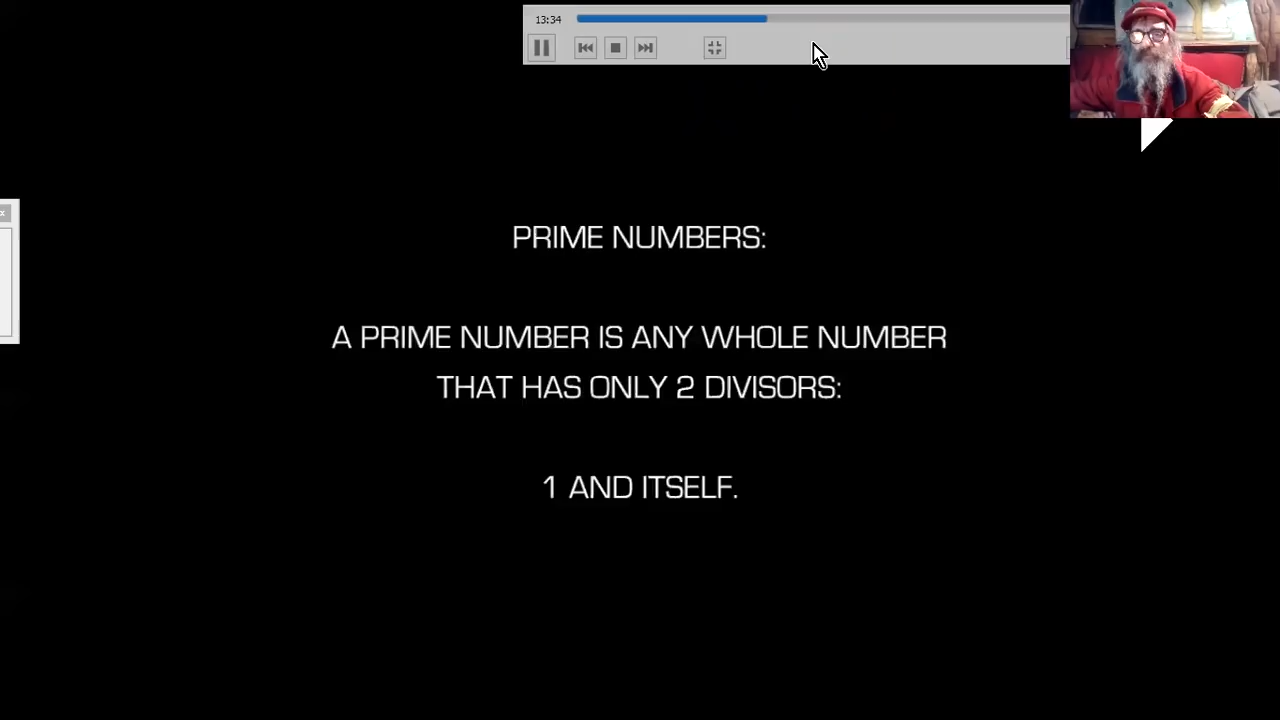 13:34
x
PRIME NUMBERS:
A PRIME NUMBER IS ANY WHOLE NUMBER
THAT HAS ONLY 2 DIVISORS:
1 AND ITSELF.